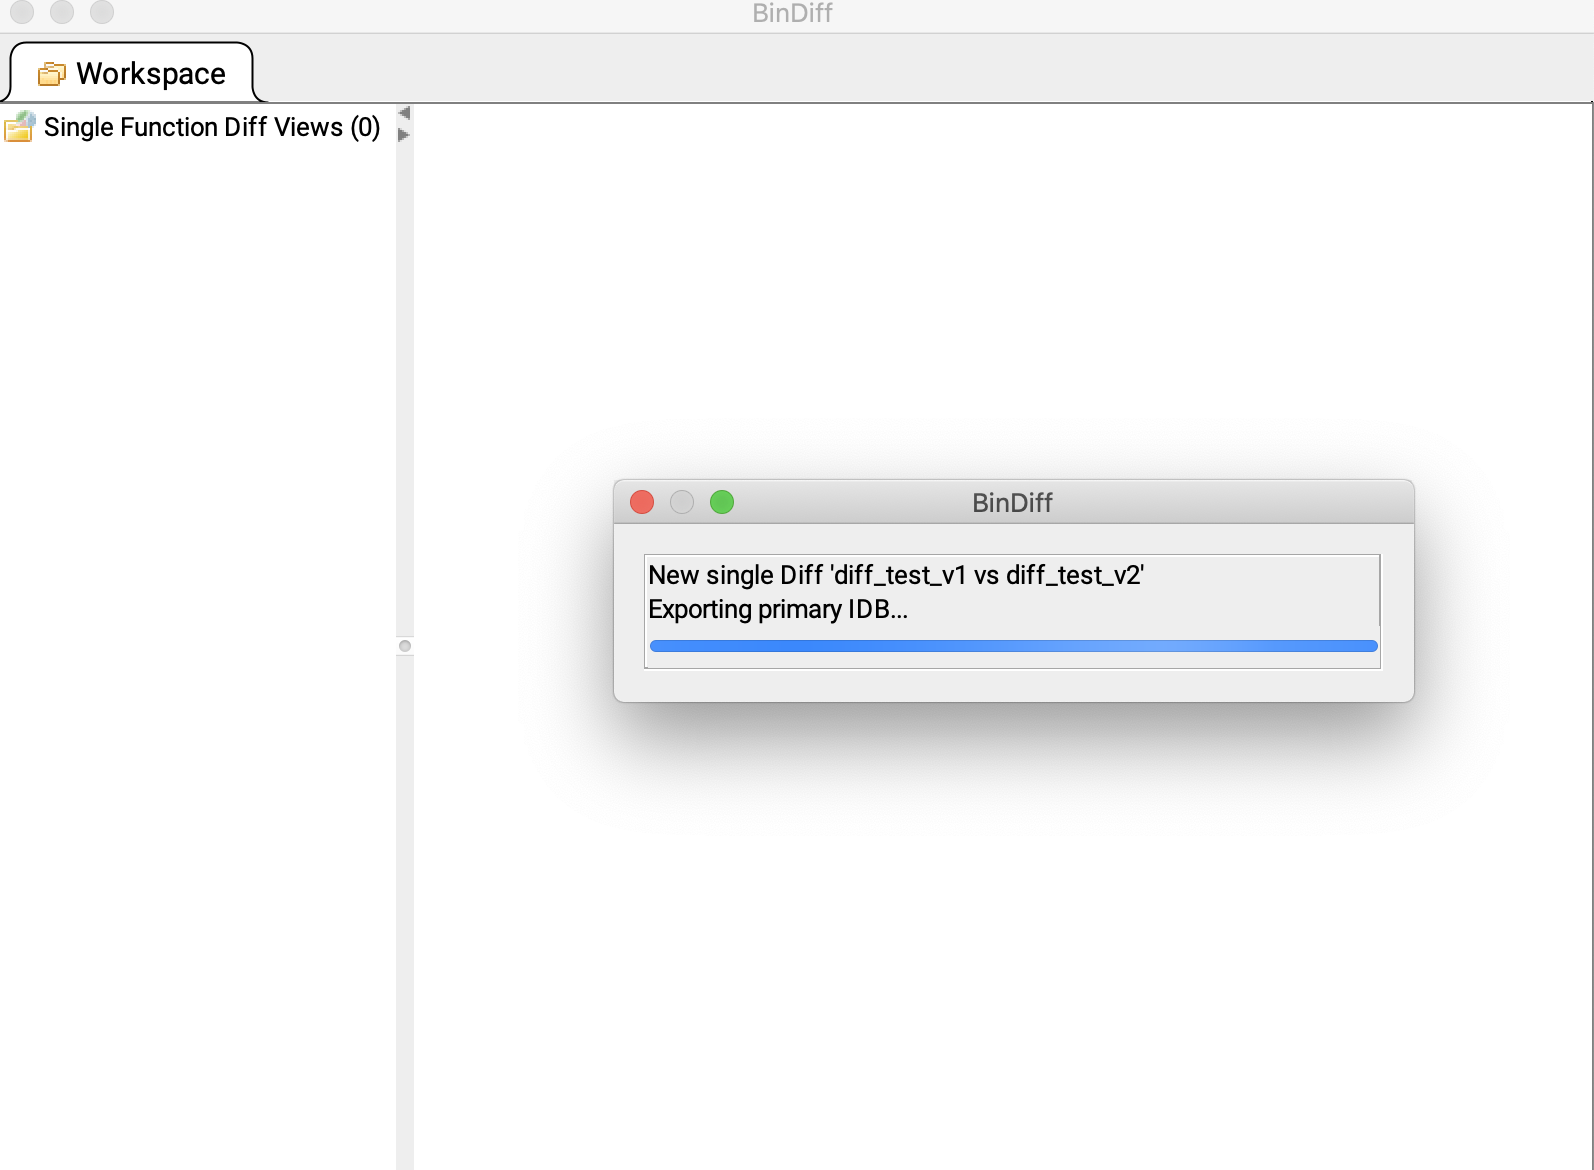 BinDiff
Workspace
Single Function Diff Views (0)
BinDiff
New single Diff 'diff_test_v1 vs diff_test_v2'
Exporting primary IDB...